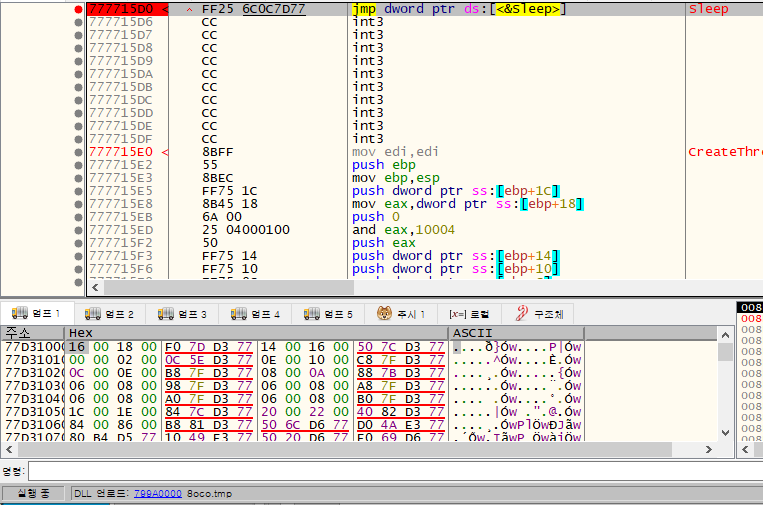 777715D0 < ^ FF25 6C0C7D77 jmp dword ptr ds:[<&Sleep>] Sleep
777715D6 CC int3
777715D7 CC int3
777715D8 CC int3
777715D9 CC int3
777715DA CC int3
777715DB CC int3
777715DC CC int3
777715DD CC int3
777715DE CC int3
777715DF CC int3
777715E0 < 8BFF mov edi,edi CreateThre
777715E2 55 push ebp
777715E3 8BEC mov ebp,esp
777715E5 FF75 1C push dword ptr ss:[ebp+1C]
777715E8 8B45 18 mov eax,dword ptr ss:[ebp+18]
777715EB 6A 00 push 0
777715ED 25 04000100 and eax,10004
777715F2 50 push eax
777715F3 FF75 14 push dword ptr ss:[ebp+14]
777715F6 FF75 10 push dword ptr ss:[ebp+10]
덤프 1 덤프 2 덤프 3 덤프 4 덤프 5 주시 1 [x=] 로컬 구조체
주소 Hex ASCII
77D31000 16 00 18 00 F0 7D D3 77 14 00 16 00 50 7C D3 77 ....ð}Ów....P|Ów
77D31010 00 00 02 00 0C 5E D3 77 0E 00 10 00 C8 7F D3 77 .....^Ów....È.Ów
77D31020 0C 00 0E 00 B8 7F D3 77 08 00 0A 00 88 7B D3 77 ....¸.Ów.....{Ów
77D31030 06 00 08 00 98 7F D3 77 06 00 08 00 A8 7F D3 77 ......Ów....¨.Ów
77D31040 06 00 08 00 A0 7F D3 77 06 00 08 00 B0 7F D3 77 .... .Ów....°.Ów
77D31050 1C 00 1E 00 84 7C D3 77 20 00 22 00 40 82 D3 77 .....|Ów .".@.Ów
77D31060 84 00 86 00 B8 81 D3 77 50 6C D6 77 D0 4A E3 77 ....¸.ÓwPlÖwÐJãw
77D31070 80 B4 D5 77 10 49 E3 77 50 20 D6 77 E0 69 D6 77 .´Õw.IãwP ÖwàiÖw
008
008
008
008
008
008
008
008
008
명령:
실행 중 DLL 언로드: 799A0000 8oco.tmp